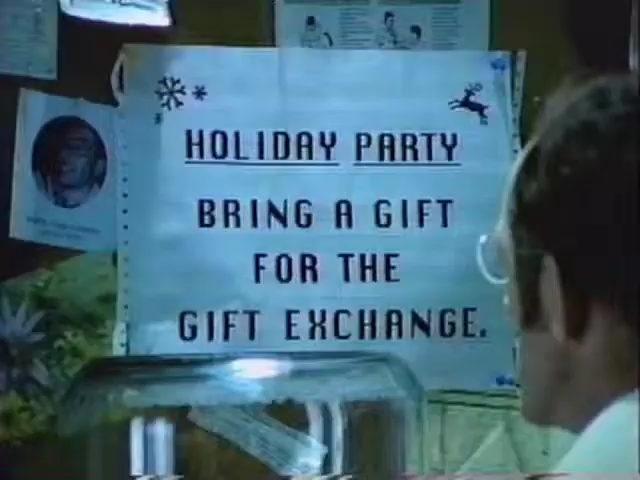 HOLIDAY PARTY
BRING A GIFT
FOR THE
GIFT EXCHANGE.